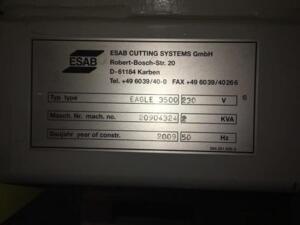 ESAB
ESAB CUTTING SYSTEMS GmbH
Robert-Bosch-Str. 20
D-61184 Karben
Tel. +49 6039/40-0 FAX +49 6039/40266
Typ type EAGLE 3500 230 V
Masch. Nr. mach. no. 20904324 2 KVA
Baujahr year of constr. 2009 50 Hz